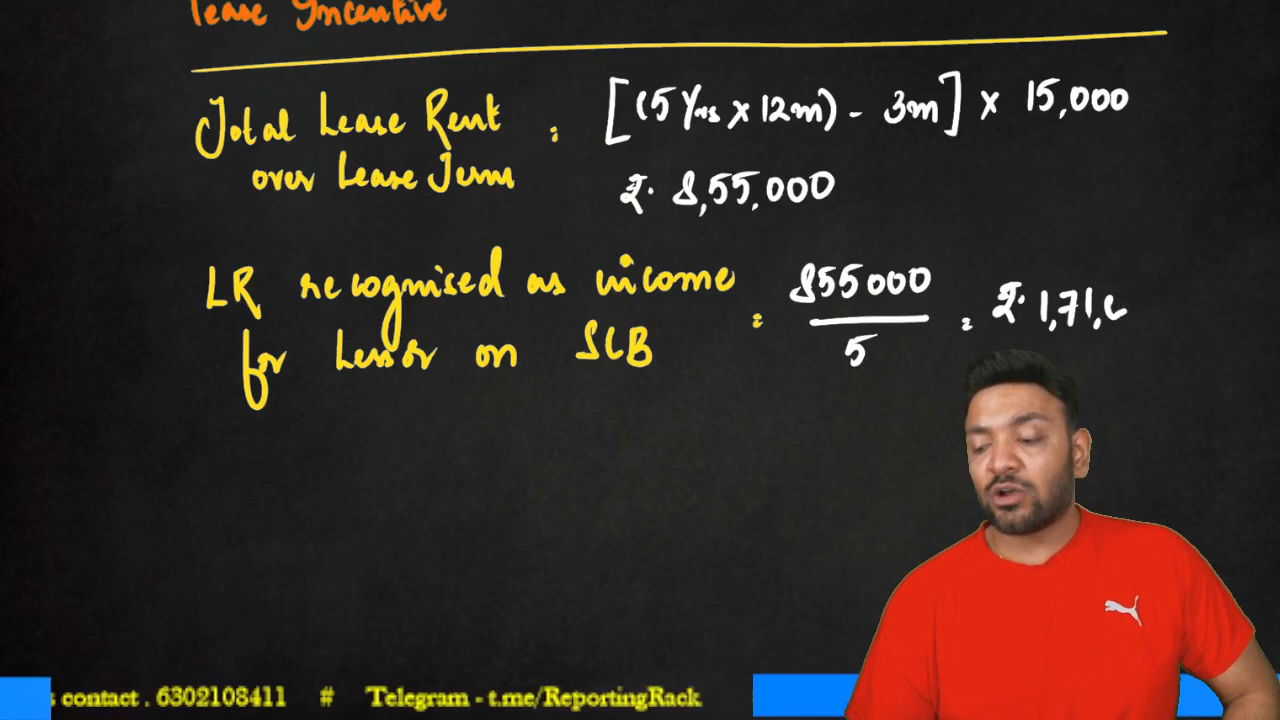 Lease Incentive
Total Lease Rent : [(5 Yrs x 12m) - 3m] x 15,000
over Lease Term ₹. 8,55,000
LR recognised as income = 855000 / 5 = ₹. 1,71,0
for Lessor on SLB
contact . 6302108411 # Telegram - t.me/ReportingRack